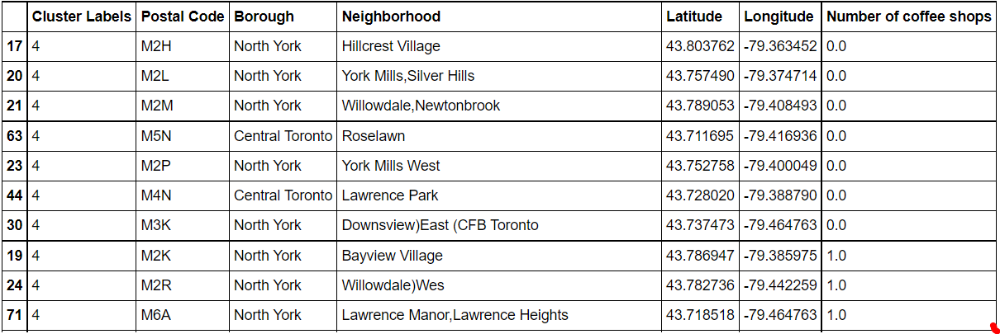 Cluster Labels Postal Code Borough Neighborhood Latitude Longitude Number of coffee shops
17 4 M2H North York Hillcrest Village 43.803762 -79.363452 0.0
20 4 M2L North York York Mills,Silver Hills 43.757490 -79.374714 0.0
21 4 M2M North York Willowdale,Newtonbrook 43.789053 -79.408493 0.0
63 4 M5N Central Toronto Roselawn 43.711695 -79.416936 0.0
23 4 M2P North York York Mills West 43.752758 -79.400049 0.0
44 4 M4N Central Toronto Lawrence Park 43.728020 -79.388790 0.0
30 4 M3K North York Downsview)East (CFB Toronto 43.737473 -79.464763 0.0
19 4 M2K North York Bayview Village 43.786947 -79.385975 1.0
24 4 M2R North York Willowdale)Wes 43.782736 -79.442259 1.0
71 4 M6A North York Lawrence Manor,Lawrence Heights 43.718518 -79.464763 1.0